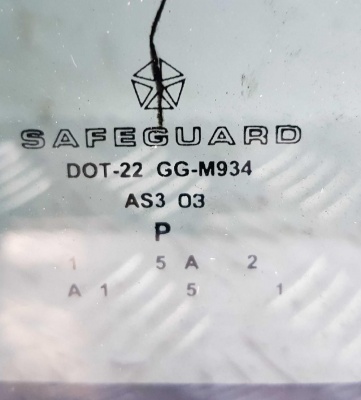 SAFEGUARD
DOT-22 GG-M934
AS3 03
P
1 5 A 2
A 1 5 1